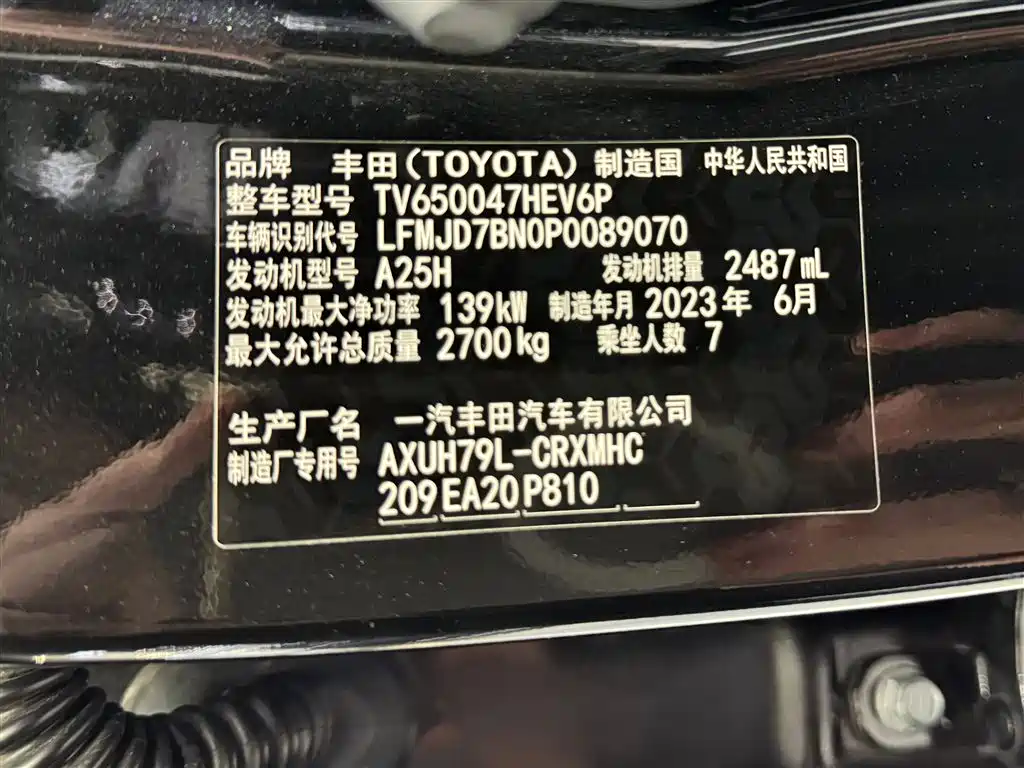 品牌 丰田(TOYOTA) 制造国 中华人民共和国
整车型号 TV650047HEV6P
车辆识别代号 LFMJD7BN0P0089070
发动机型号 A25H 发动机排量 2487mL
发动机最大净功率 139kW 制造年月 2023年 6月
最大允许总质量 2700kg 乘坐人数 7
生产厂名 一汽丰田汽车有限公司
制造厂专用号 AXUH79L-CRXMHC
209 EA20 P810